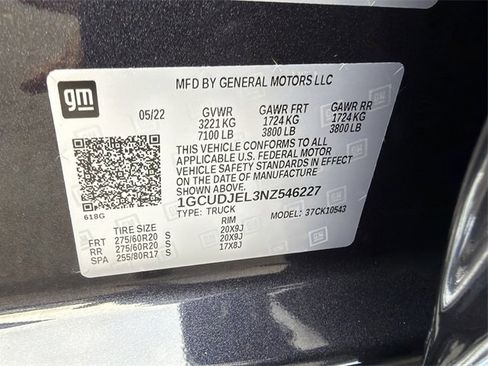 gm
MFD BY GENERAL MOTORS LLC
05/22 GVWR GAWR FRT GAWR RR
3221 KG 1724 KG 1724 KG
7100 LB 3800 LB 3800 LB
THIS VEHICLE CONFORMS TO ALL
APPLICABLE U.S. FEDERAL MOTOR
VEHICLE SAFETY STANDARDS IN EFFECT
ON THE DATE OF MANUFACTURE
SHOWN ABOVE.
1GCUDJEL3NZ546227
618G TYPE: TRUCK MODEL: 37CK10543
TIRE SIZE RIM
FRT 275/60R20 S 20X9J
RR 275/60R20 S 20X9J
SPA 255/80R17 S 17X8J